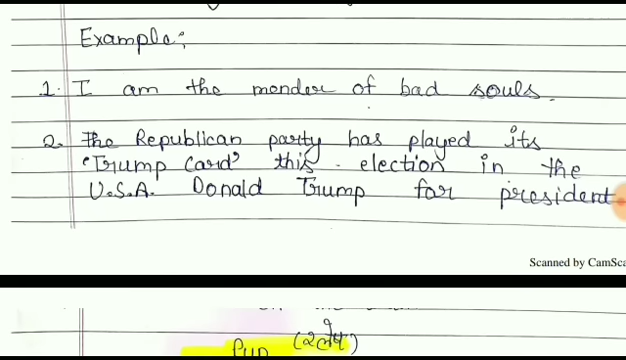 Example:
1. I am the monder of bad souls.
2. The Republican party has played its
'Trump Card' this election in the
U.S.A. Donald Trump for president
Scanned by CamSca
Pun (श्लेष)